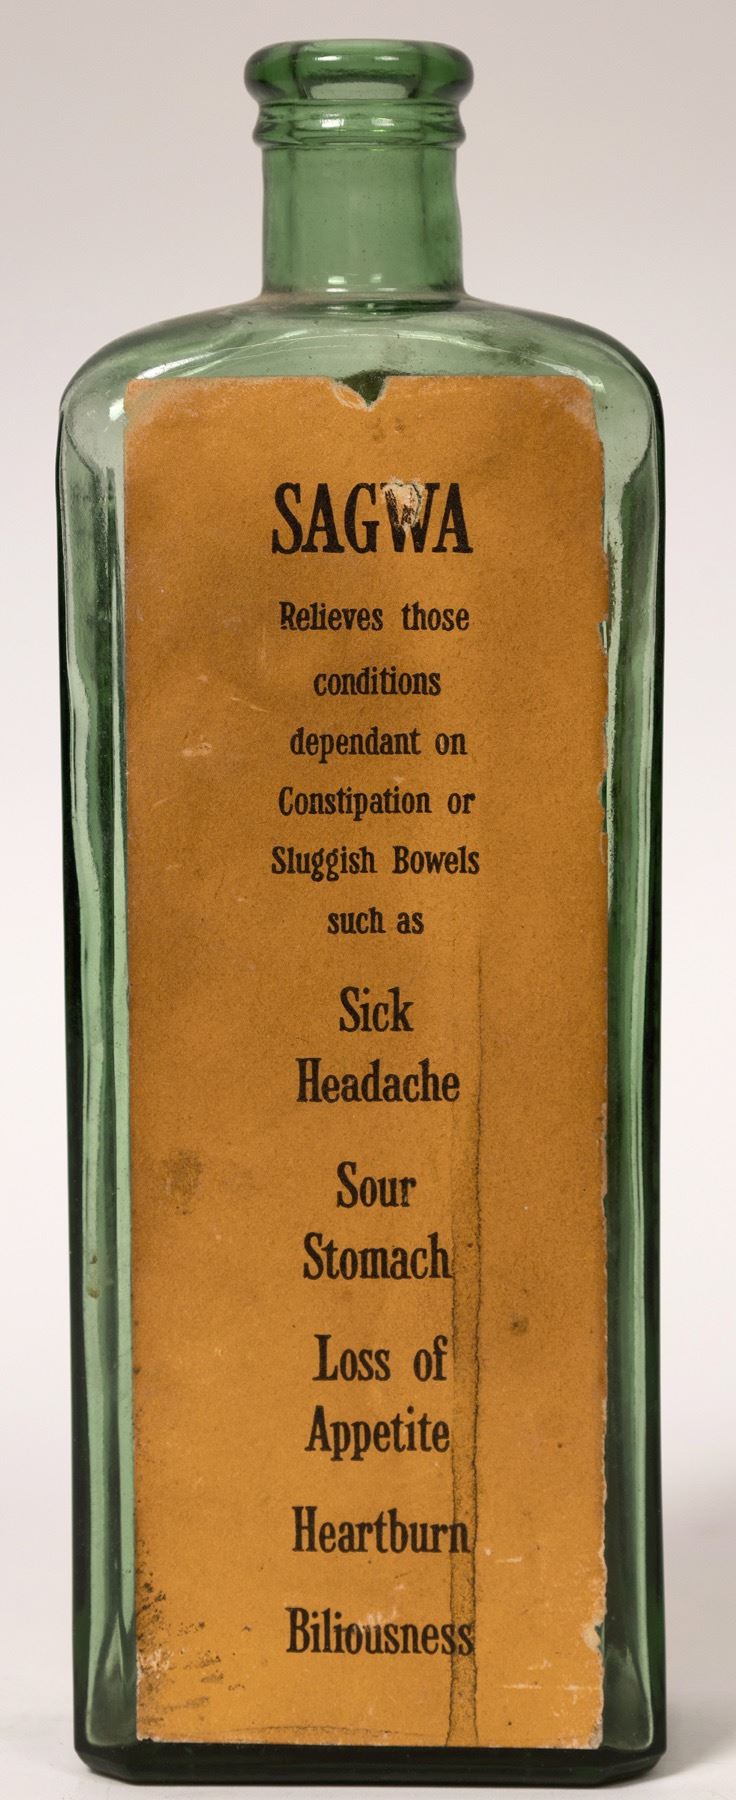 SAGWA
Relieves those
conditions
dependant on
Constipation or
Sluggish Bowels
such as
Sick
Headache
Sour
Stomach
Loss of
Appetite
Heartburn
Biliousness